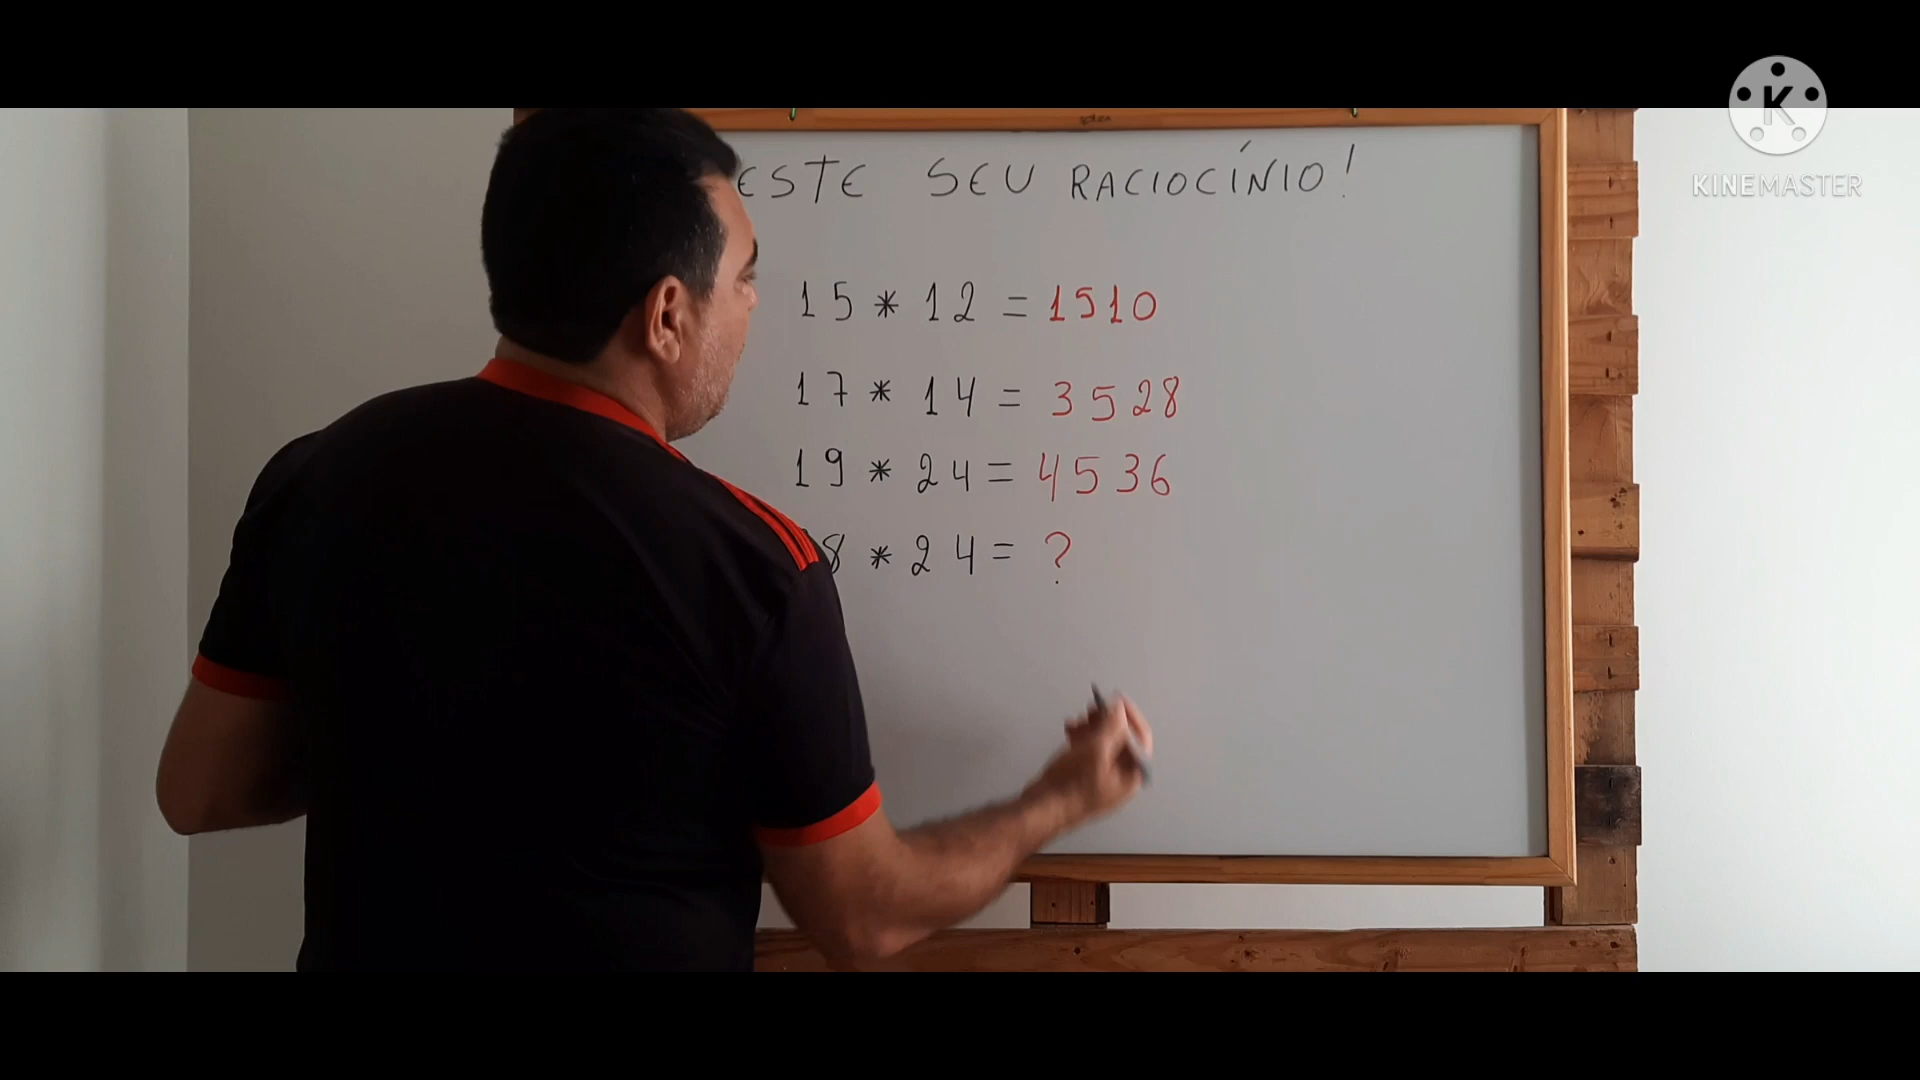 ESTE SEU RACIOCÍNIO!
15 * 12 = 1510
17 * 14 = 3528
19 * 24 = 4536
8 * 24 = ?
K
KINEMASTER